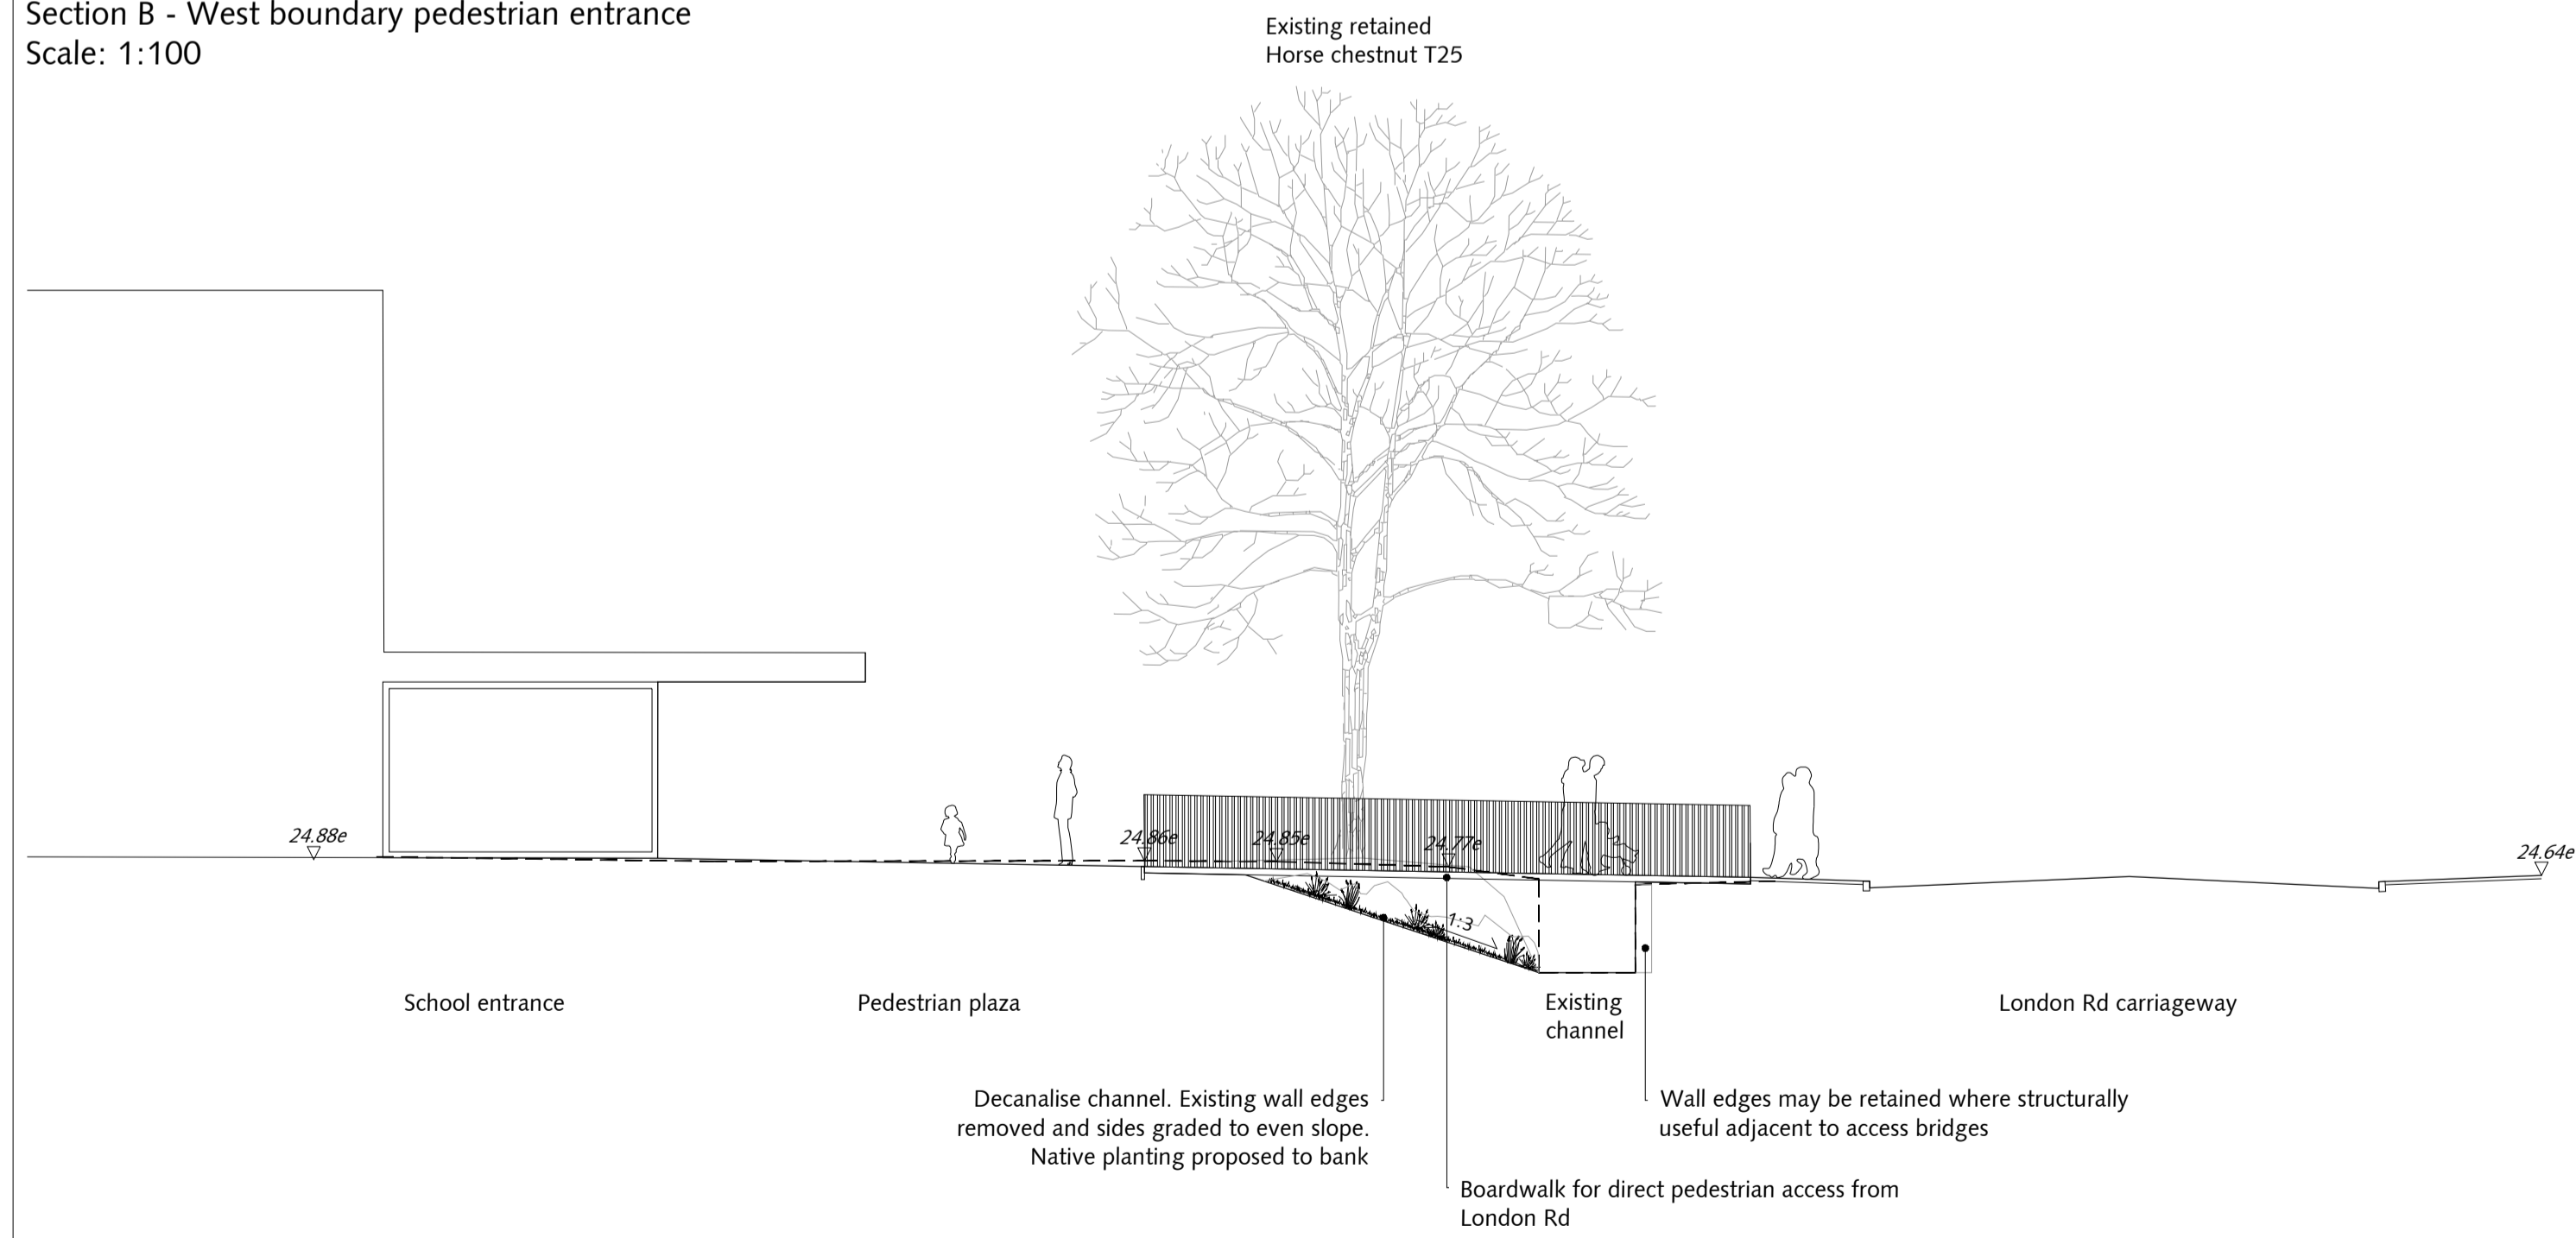 Section B - West boundary pedestrian entrance
Scale: 1:100
Existing retained
Horse chestnut T25
24.88e
24.86e
24.85e
24.77e
24.64e
1:3
School entrance
Pedestrian plaza
Existing
channel
London Rd carriageway
Decanalise channel. Existing wall edges
removed and sides graded to even slope.
Native planting proposed to bank
Wall edges may be retained where structurally
useful adjacent to access bridges
Boardwalk for direct pedestrian access from
London Rd